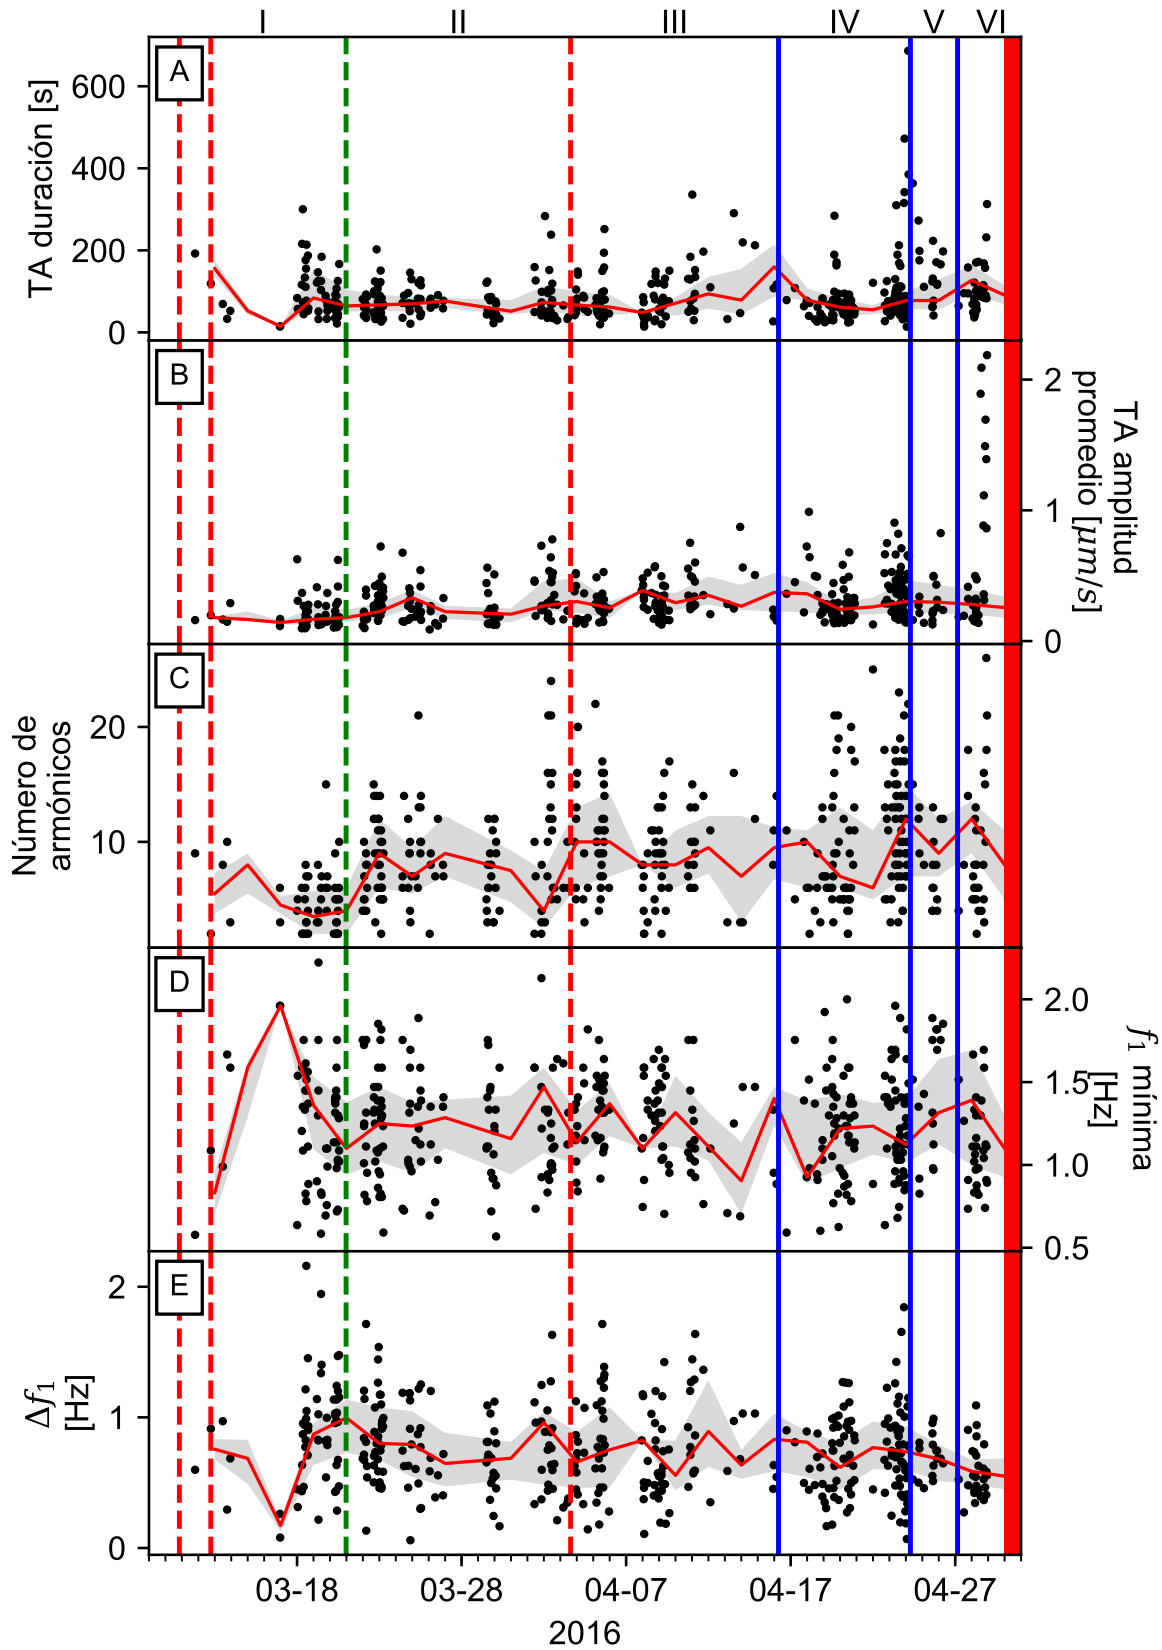 I II III IV V VI
A
TA duración [s]
600
400
200
0
B
TA amplitud
promedio [μm/s]
2
1
0
C
Número de
armónicos
20
10
D
f1 mínima
[Hz]
2.0
1.5
1.0
0.5
E
Δf1
[Hz]
2
1
0
03-18 03-28 04-07 04-17 04-27
2016